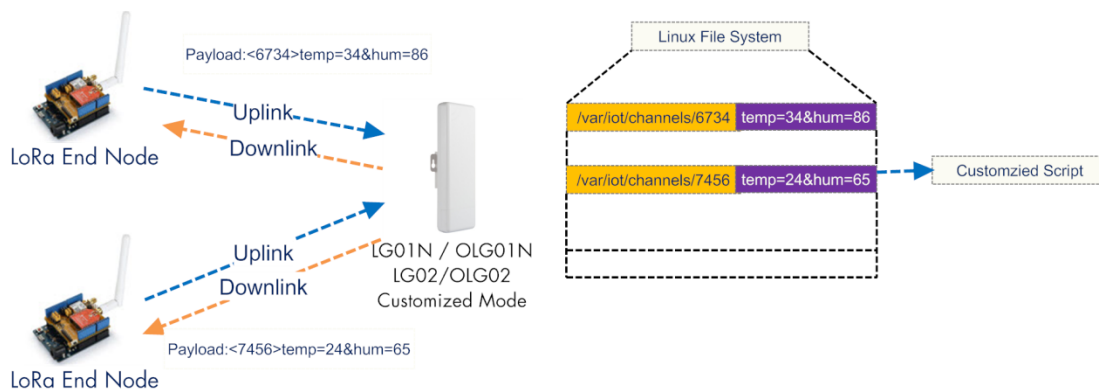 Payload:<6734>temp=34&hum=86
Uplink
Downlink
LoRa End Node
Uplink
Downlink
Payload:<7456>temp=24&hum=65
LoRa End Node
LG01N / OLG01N
LG02/OLG02
Customized Mode
Linux File System
/var/iot/channels/6734 temp=34&hum=86
/var/iot/channels/7456 temp=24&hum=65
Customzied Script